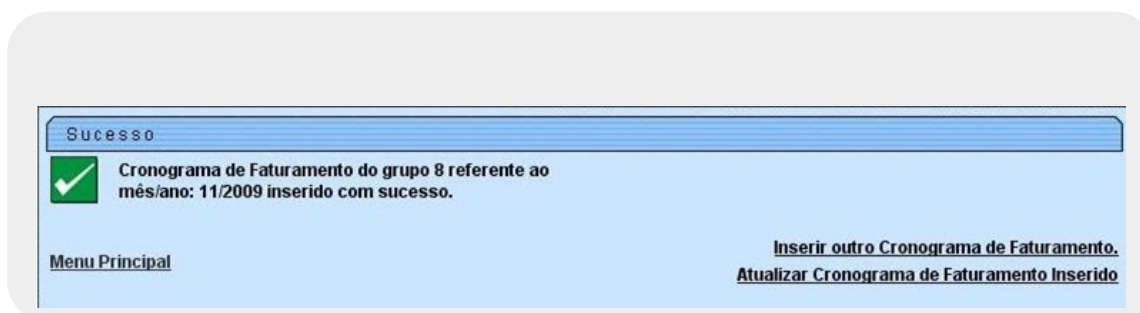 Sucesso
Cronograma de Faturamento do grupo 8 referente ao
mês/ano: 11/2009 inserido com sucesso.
Inserir outro Cronograma de Faturamento.
Menu Principal
Atualizar Cronograma de Faturamento Inserido